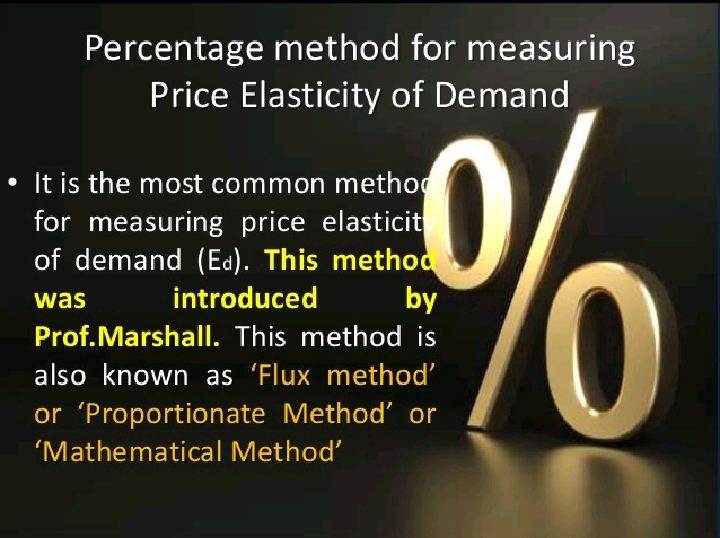 Percentage method for measuring
Price Elasticity of Demand
• It is the most common method
for measuring price elasticity
of demand (Ed). This method
was introduced by
Prof.Marshall. This method is
also known as ‘Flux method’
or ‘Proportionate Method’ or
‘Mathematical Method’
%